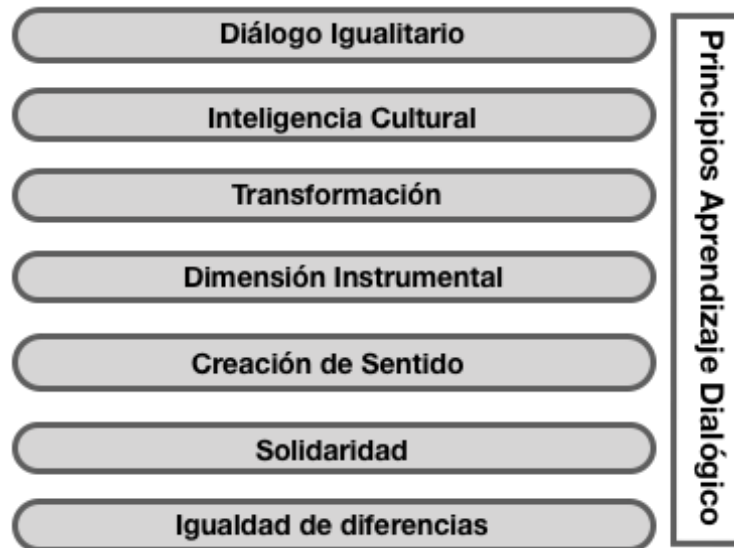 Diálogo Igualitario
Inteligencia Cultural
Transformación
Dimensión Instrumental
Creación de Sentido
Solidaridad
Igualdad de diferencias
Principios Aprendizaje Dialógico